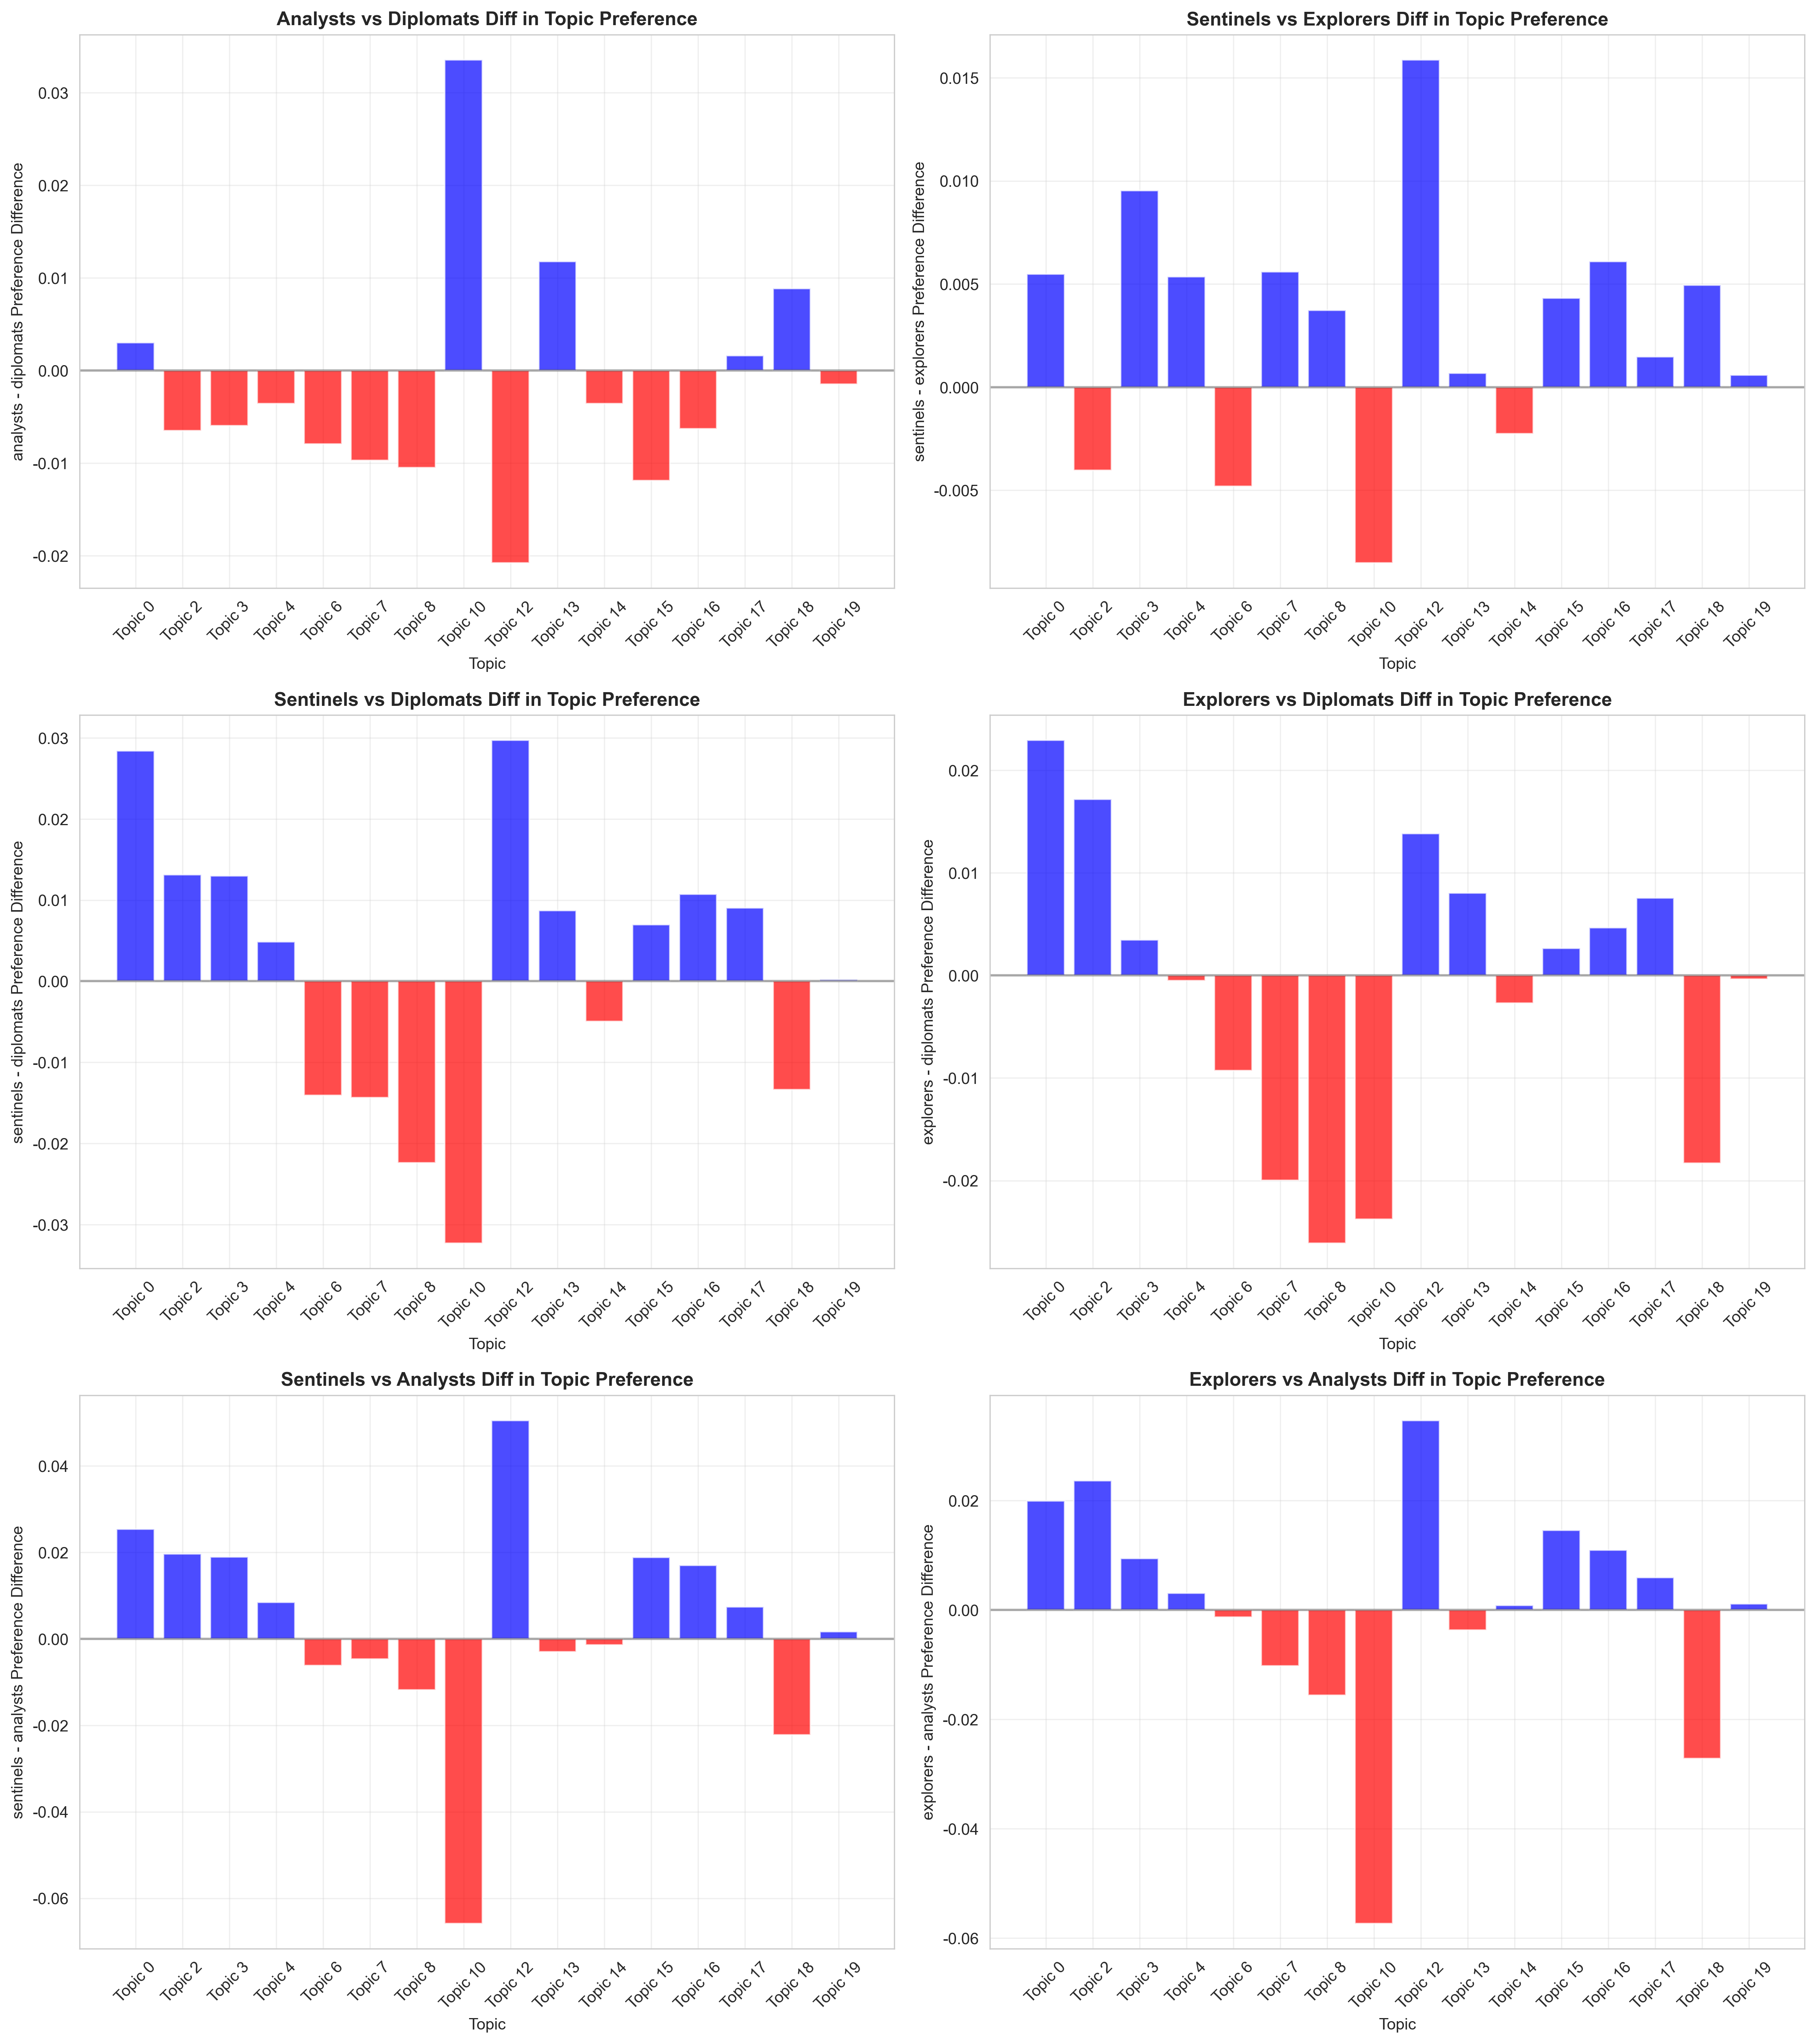 Analysts vs Diplomats Diff in Topic Preference
analysts - diplomats Preference Difference
0.03
0.02
0.01
0.00
-0.01
-0.02
Topic 0
Topic 2
Topic 3
Topic 4
Topic 6
Topic 7
Topic 8
Topic 10
Topic 12
Topic 13
Topic 14
Topic 15
Topic 16
Topic 17
Topic 18
Topic 19
Topic
Sentinels vs Explorers Diff in Topic Preference
sentinels - explorers Preference Difference
0.015
0.010
0.005
0.000
-0.005
Topic 0
Topic 2
Topic 3
Topic 4
Topic 6
Topic 7
Topic 8
Topic 10
Topic 12
Topic 13
Topic 14
Topic 15
Topic 16
Topic 17
Topic 18
Topic 19
Topic
Sentinels vs Diplomats Diff in Topic Preference
sentinels - diplomats Preference Difference
0.03
0.02
0.01
0.00
-0.01
-0.02
-0.03
Topic 0
Topic 2
Topic 3
Topic 4
Topic 6
Topic 7
Topic 8
Topic 10
Topic 12
Topic 13
Topic 14
Topic 15
Topic 16
Topic 17
Topic 18
Topic 19
Topic
Explorers vs Diplomats Diff in Topic Preference
explorers - diplomats Preference Difference
0.02
0.01
0.00
-0.01
-0.02
Topic 0
Topic 2
Topic 3
Topic 4
Topic 6
Topic 7
Topic 8
Topic 10
Topic 12
Topic 13
Topic 14
Topic 15
Topic 16
Topic 17
Topic 18
Topic 19
Topic
Sentinels vs Analysts Diff in Topic Preference
sentinels - analysts Preference Difference
0.04
0.02
0.00
-0.02
-0.04
-0.06
Topic 0
Topic 2
Topic 3
Topic 4
Topic 6
Topic 7
Topic 8
Topic 10
Topic 12
Topic 13
Topic 14
Topic 15
Topic 16
Topic 17
Topic 18
Topic 19
Topic
Explorers vs Analysts Diff in Topic Preference
explorers - analysts Preference Difference
0.02
0.00
-0.02
-0.04
-0.06
Topic 0
Topic 2
Topic 3
Topic 4
Topic 6
Topic 7
Topic 8
Topic 10
Topic 12
Topic 13
Topic 14
Topic 15
Topic 16
Topic 17
Topic 18
Topic 19
Topic